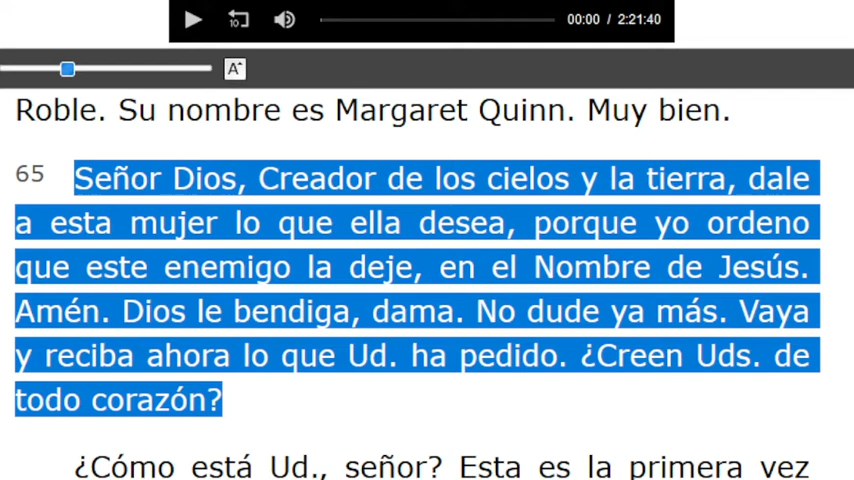 10
00:00 / 2:21:40
A
Roble. Su nombre es Margaret Quinn. Muy bien.
65 Señor Dios, Creador de los cielos y la tierra, dale
a esta mujer lo que ella desea, porque yo ordeno
que este enemigo la deje, en el Nombre de Jesús.
Amén. Dios le bendiga, dama. No dude ya más. Vaya
y reciba ahora lo que Ud. ha pedido. ¿Creen Uds. de
todo corazón?
¿Cómo está Ud., señor? Esta es la primera vez